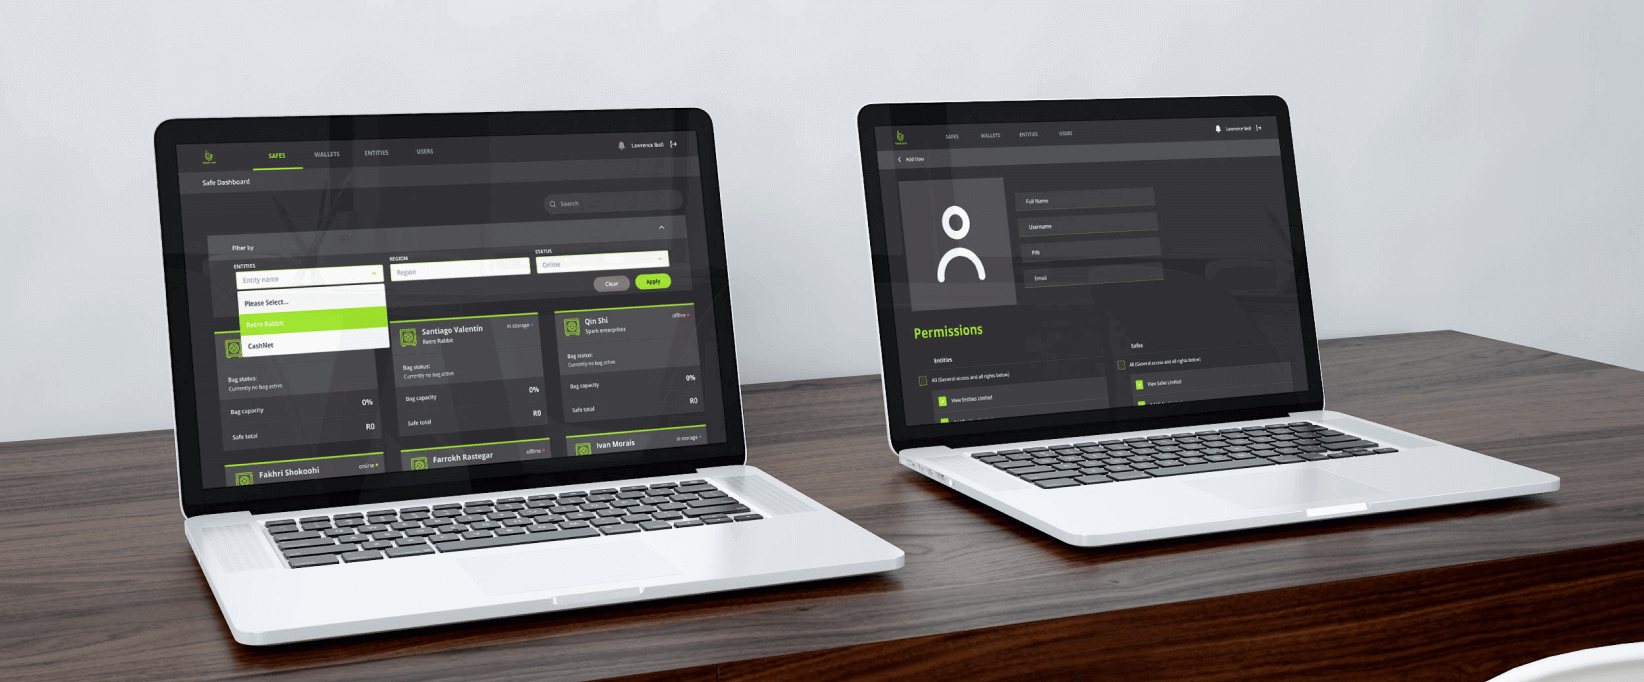 SAFES
WALLETS
ENTITIES
USERS
Lawrence Ibell
Safe Dashboard
Search
Filter by
ENTITIES
REGION
STATUS
Entity name
Region
Online
Please Select...
Retro Rabbit
CashNet
Clear
Apply
Santiago Valentín
in storage
Retro Rabbit
Qin Shi
offline
Spark enterprises
Bag status:
Currently no bag active
Bag capacity
0%
Safe total
R0
Bag status:
Currently no bag active
Bag capacity
0%
Safe total
R0
Bag status:
Currently no bag active
Bag capacity
0%
Safe total
R0
Fakhri Shokoohi
online
Farrokh Rastegar
offline
Ivan Morais
in storage
SAFES
WALLETS
ENTITIES
USERS
Lawrence Ibell
Add User
Full Name
Username
PIN
Email
Permissions
Entities
All (General access and all rights below)
View Entities Limited
Safes
All (General access and all rights below)
View Safes Limited